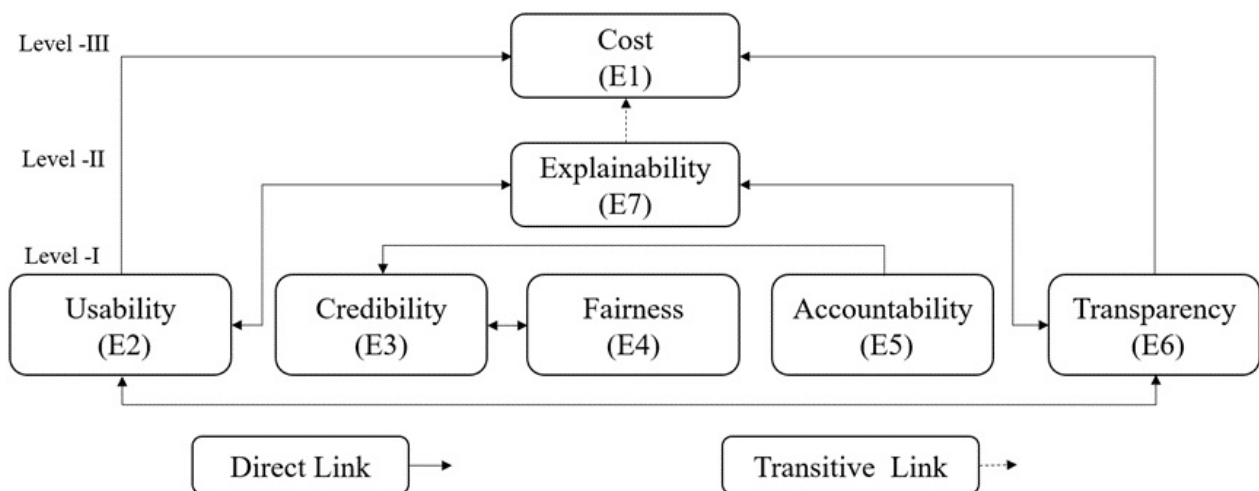 Level -III
Cost
(E1)
Level -II
Explainability
(E7)
Level -I
Usability
(E2)
Credibility
(E3)
Fairness
(E4)
Accountability
(E5)
Transparency
(E6)
Direct Link
Transitive Link